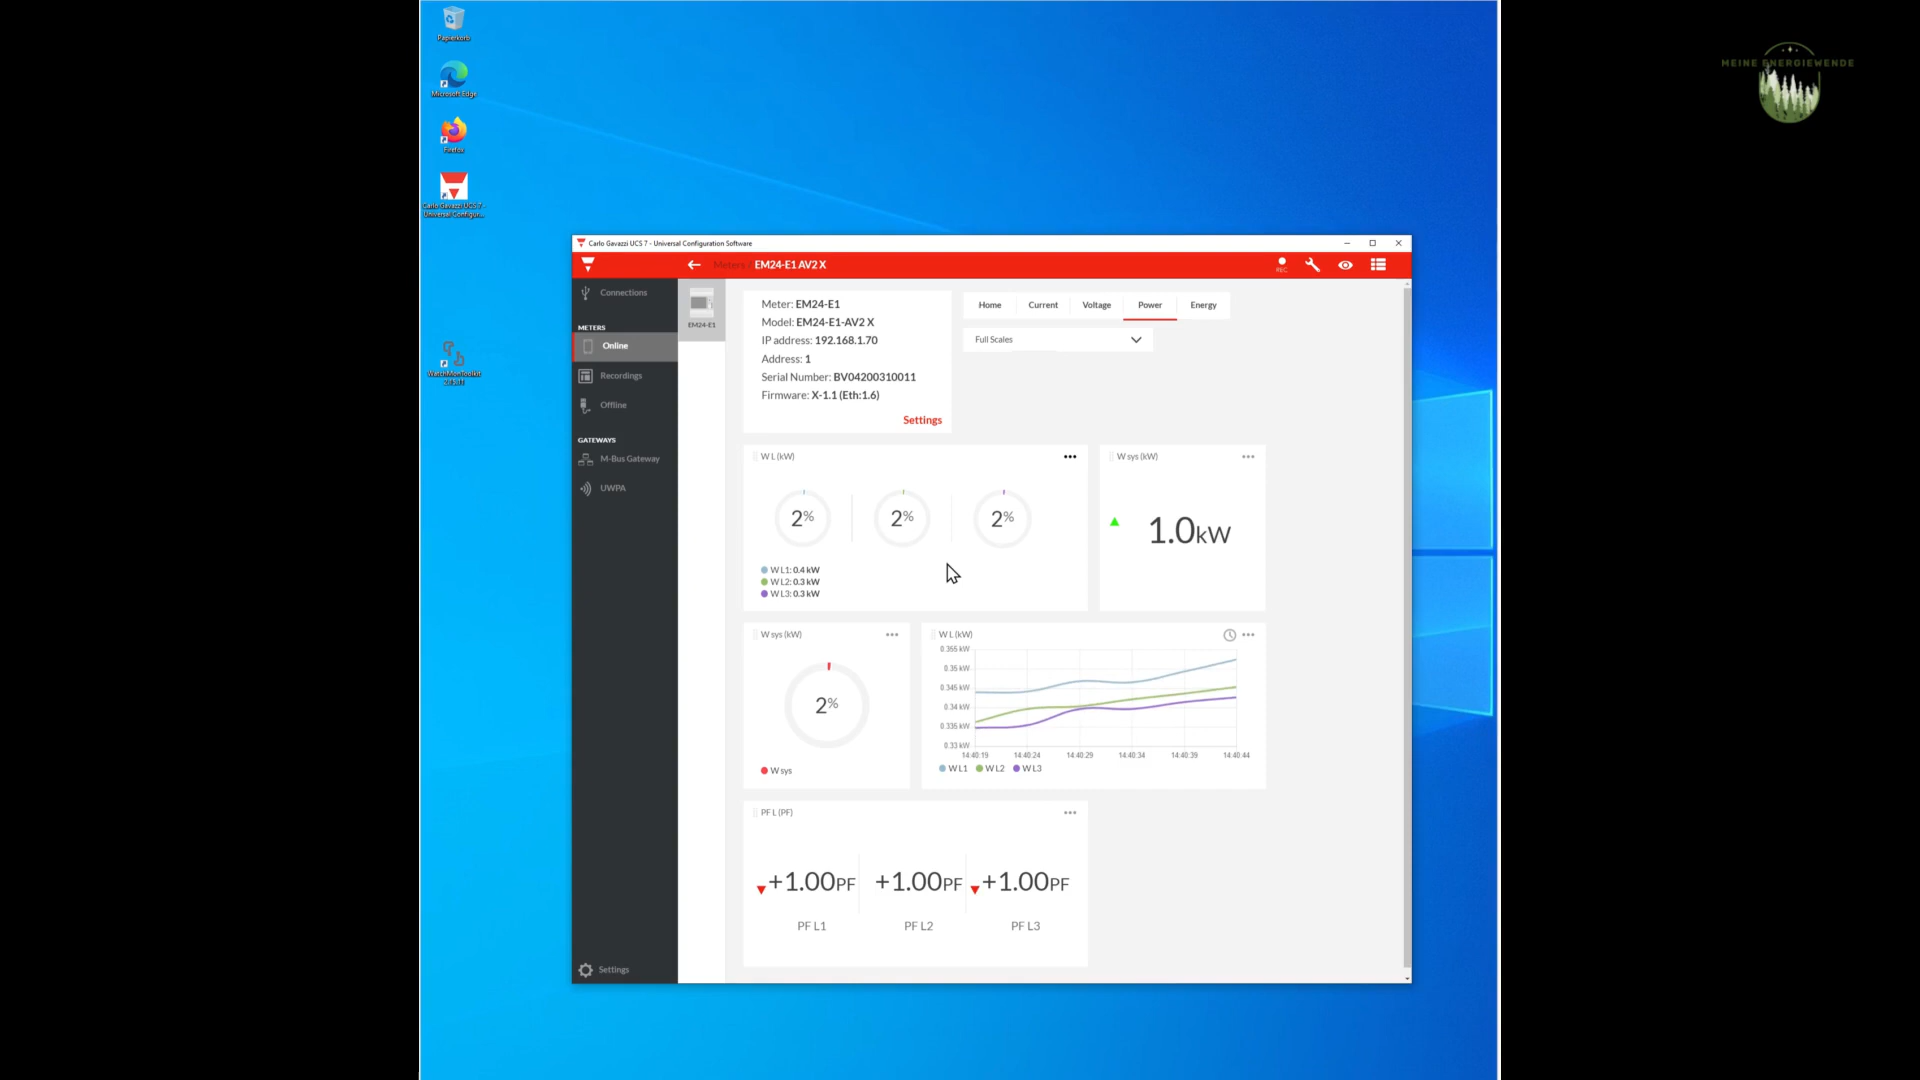 Papierkorb
MEINE ENERGIEWENDE
Microsoft Edge
Firefox
Carlo Gavazzi UCS 7 -
Universal Configur...
WatchMonToolkit
Carlo Gavazzi UCS 7 - Universal Configuration Software
Meters / EM24-E1 AV2 X
REC
Connections
METERS
Online
Recordings
Offline
GATEWAYS
M-Bus Gateway
UWPA
Settings
EM24-E1
Meter: EM24-E1
Model: EM24-E1-AV2 X
IP address: 192.168.1.70
Address: 1
Serial Number: BV04200310011
Firmware: X-1.1 (Eth:1.6)
Settings
Home
Current
Voltage
Power
Energy
Full Scales
W L (kW)
2%
2%
2%
W L1: 0.4 kW
W L2: 0.3 kW
W L3: 0.3 kW
W sys (kW)
1.0kW
W sys (kW)
2%
W sys
W L (kW)
0.355 kW
0.35 kW
0.345 kW
0.34 kW
0.335 kW
0.33 kW
14:40:19 14:40:24 14:40:29 14:40:34 14:40:39 14:40:44
W L1 W L2 W L3
PF L (PF)
+1.00PF +1.00PF +1.00PF
PF L1 PF L2 PF L3